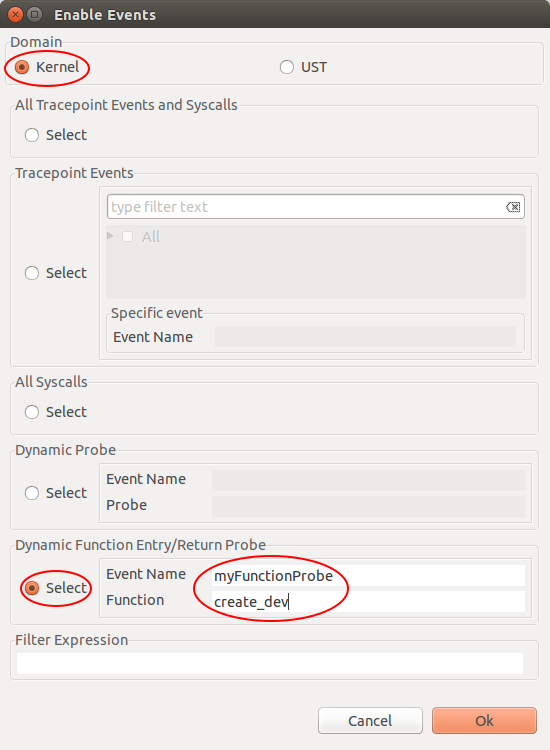 Enable Events
Domain
Kernel UST
All Tracepoint Events and Syscalls
Select
Tracepoint Events
type filter text
All
Select
Specific event
Event Name
All Syscalls
Select
Dynamic Probe
Event Name
Select
Probe
Dynamic Function Entry/Return Probe
Event Name myFunctionProbe
Select
Function create_dev
Filter Expression
Cancel Ok